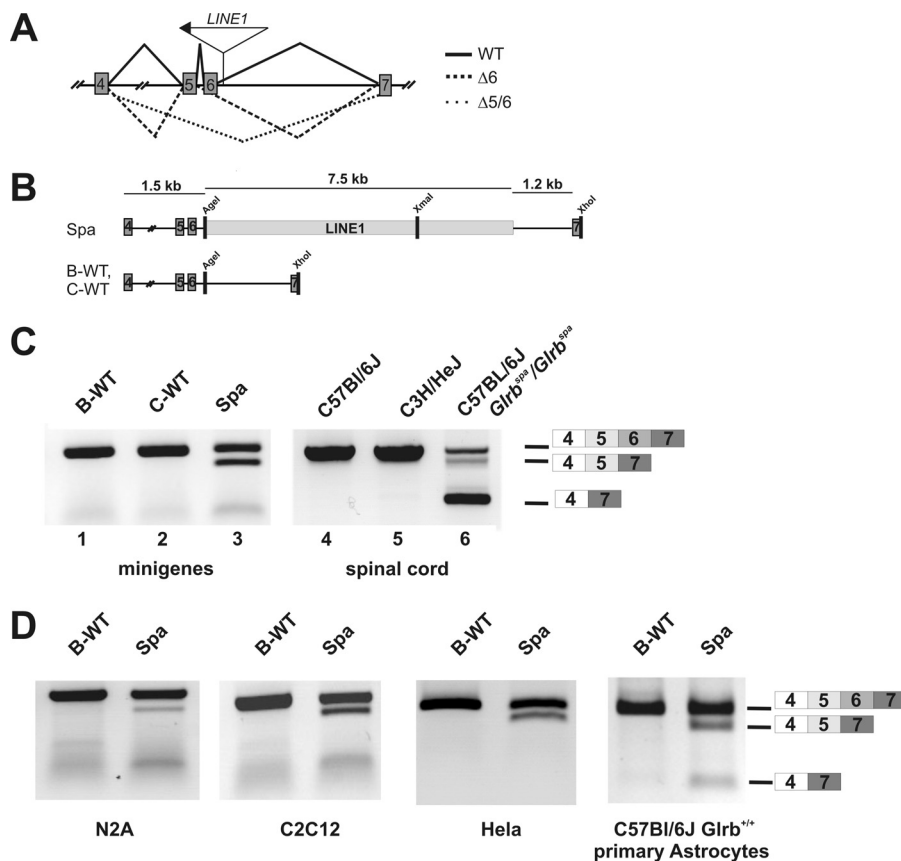 A
LINE1
4 5 6 7
WT
Δ6
Δ5/6
B
1.5 kb 7.5 kb 1.2 kb
AgeI XmaI XhoI
Spa 4 5 6 LINE1 7
AgeI XhoI
B-WT,
C-WT 4 5 6 7
C
B-WT C-WT Spa C57Bl/6J C3H/HeJ C57BL/6J
Glrb^spa/Glrb^spa
4 5 6 7
4 5 7
4 7
1 2 3 4 5 6
minigenes spinal cord
D
B-WT Spa B-WT Spa B-WT Spa B-WT Spa
4 5 6 7
4 5 7
4 7
N2A C2C12 Hela C57Bl/6J Glrb+/+
primary Astrocytes